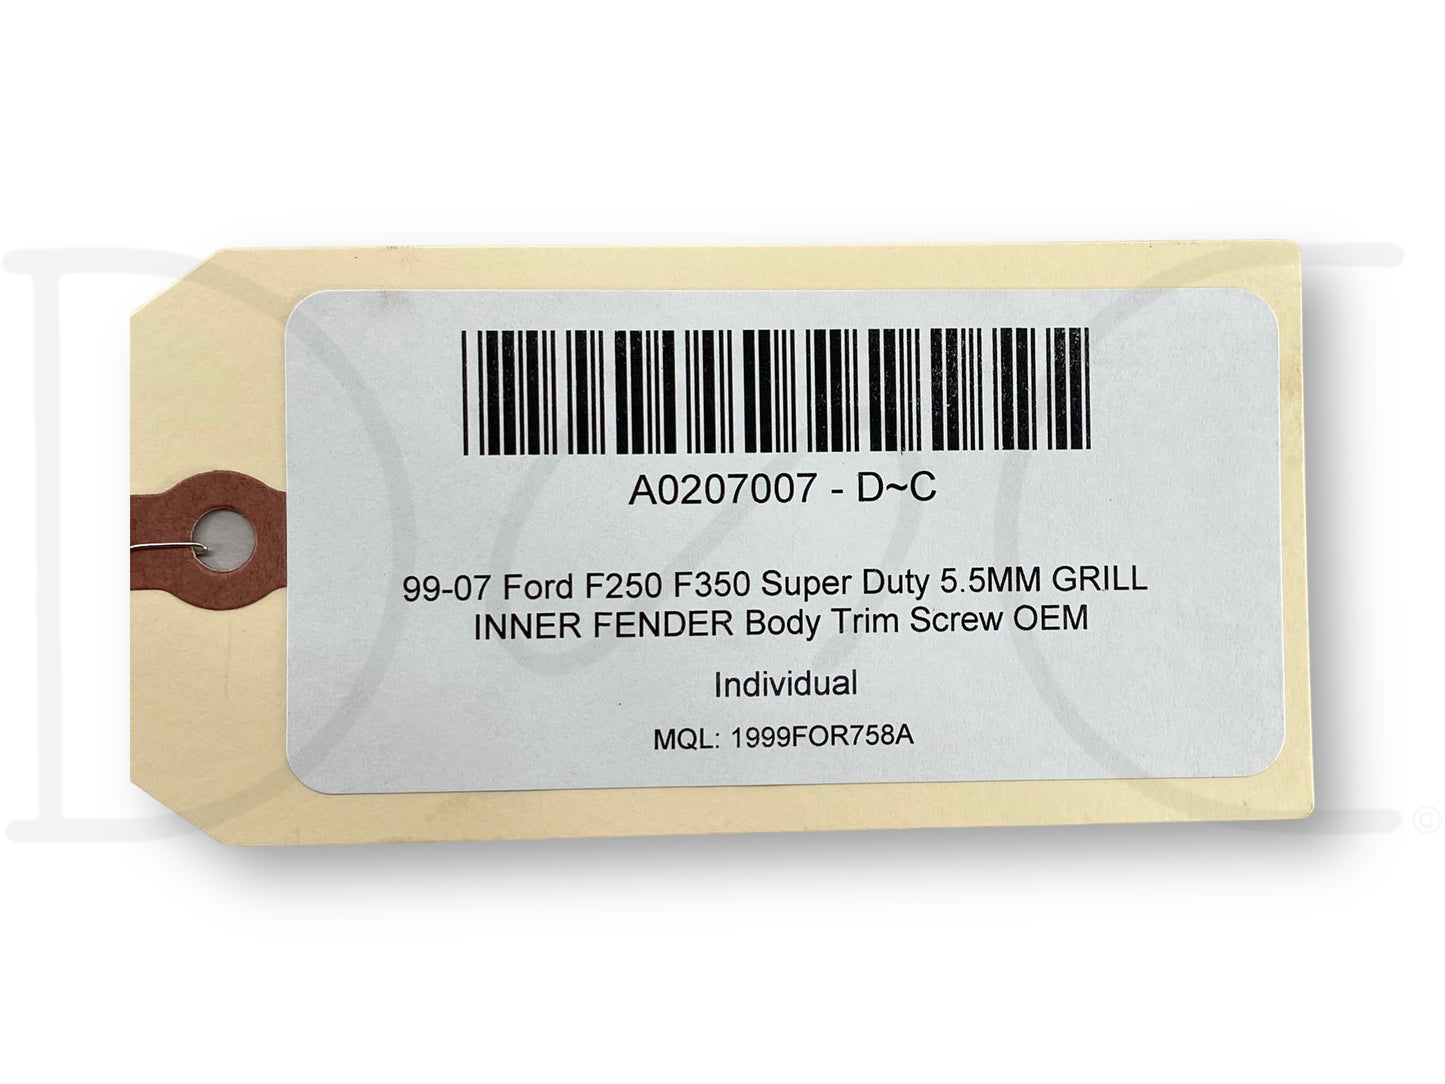 A0207007 - D~C
99-07 Ford F250 F350 Super Duty 5.5MM GRILL
INNER FENDER Body Trim Screw OEM
Individual
MQL: 1999FOR758A
D C
©